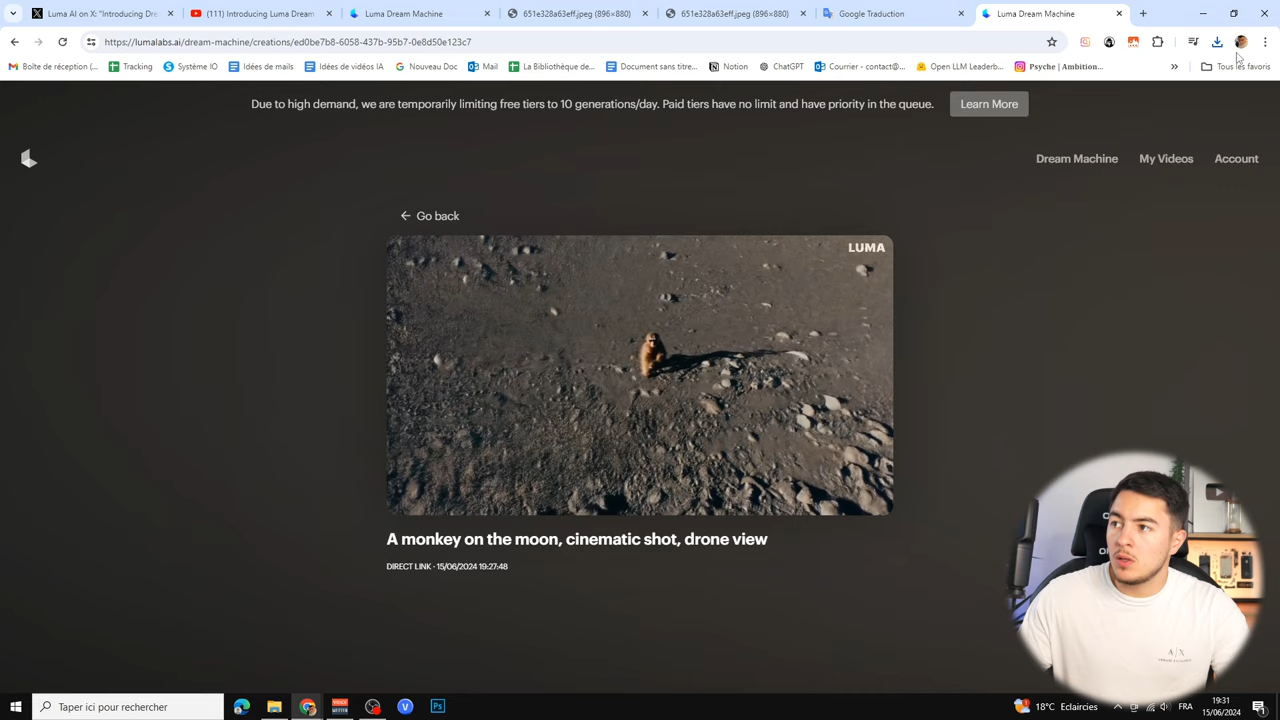 Luma AI on X: "Introducing Dre
(111) Introducing Luma Dream
Luma Dream Machine
651e328a63eff.jpeg (896×880)
651e328a63eff.jpeg (896×880)
Google Traduction
Luma Dream Machine
https://lumalabs.ai/dream-machine/creations/ed0be7b8-6058-437b-95b7-0e8d50e123c7
Boîte de réception (...
Tracking
Système IO
Idées de mails
Idées de vidéos IA
Nouveau Doc
Mail
La Bibliothèque de...
Document sans titre...
Notion
ChatGPT
Courrier - contact@...
Open LLM Leaderb...
Psyche | Ambition...
»
Tous les favoris
Due to high demand, we are temporarily limiting free tiers to 10 generations/day. Paid tiers have no limit and have priority in the queue.
Learn More
Dream Machine
My Videos
Account
Go back
LUMA
A monkey on the moon, cinematic shot, drone view
DIRECT LINK · 15/06/2024 19:27:48
A|X
Taper ici pour rechercher
18°C Eclaircies
FRA
19:31
15/06/2024